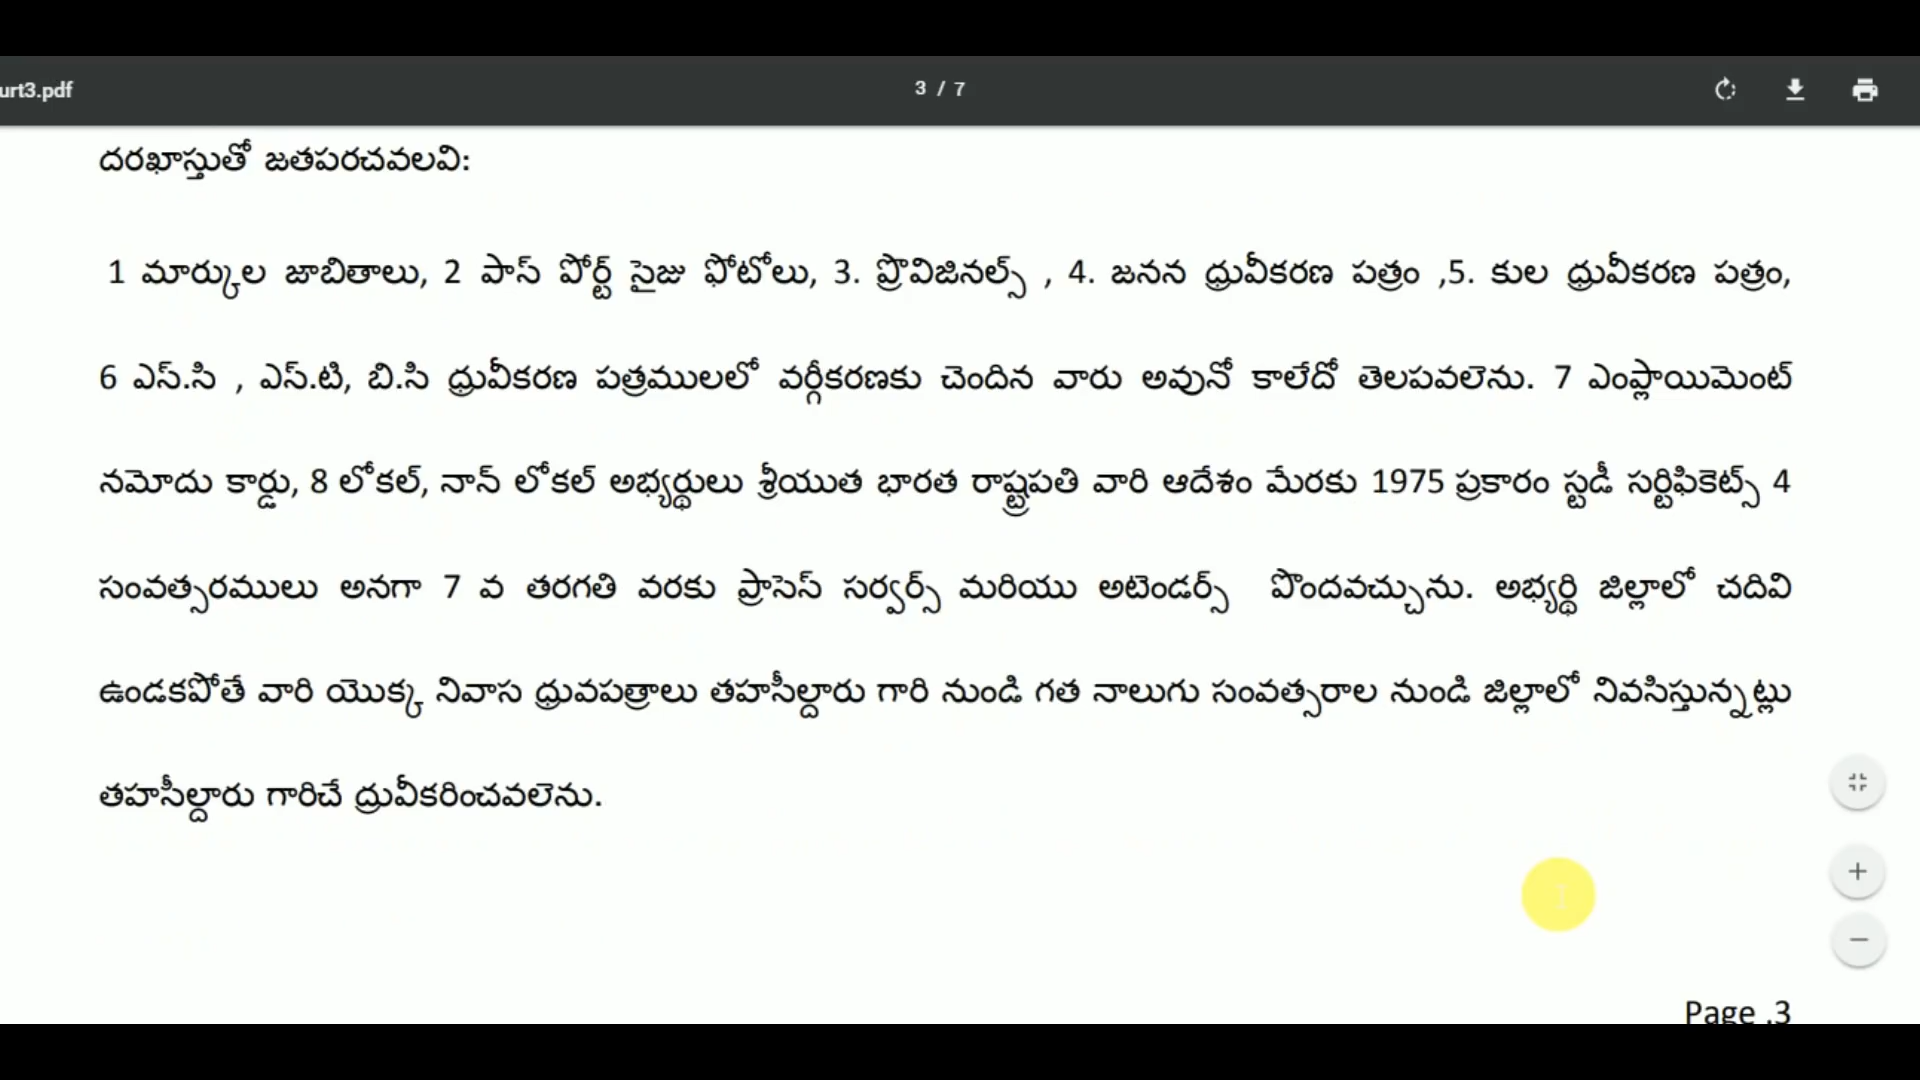 urt3.pdf
3 / 7
దరఖాస్తుతో జతపరచవలవి:
1 మార్కుల జాబితాలు, 2 పాస్ పోర్ట్ సైజు ఫోటోలు, 3. ప్రొవిజినల్స్ , 4. జనన ధ్రువీకరణ పత్రం ,5. కుల ధ్రువీకరణ పత్రం,
6 ఎస్.సి , ఎస్.టి, బి.సి ధ్రువీకరణ పత్రములలో వర్గీకరణకు చెందిన వారు అవునో కాలేదో తెలపవలెను. 7 ఎంప్లాయిమెంట్
నమోదు కార్డు, 8 లోకల్, నాన్ లోకల్ అభ్యర్థులు శ్రీయుత భారత రాష్ట్రపతి వారి ఆదేశం మేరకు 1975 ప్రకారం స్టడీ సర్టిఫికెట్స్ 4
సంవత్సరములు అనగా 7 వ తరగతి వరకు ప్రాసెస్ సర్వర్స్ మరియు అటెండర్స్ పొందవచ్చును. అభ్యర్థి జిల్లాలో చదివి
ఉండకపోతే వారి యొక్క నివాస ధ్రువపత్రాలు తహసీల్దారు గారి నుండి గత నాలుగు సంవత్సరాల నుండి జిల్లాలో నివసిస్తున్నట్లు
తహసీల్దారు గారిచే ద్రువీకరించవలెను.
Page .3